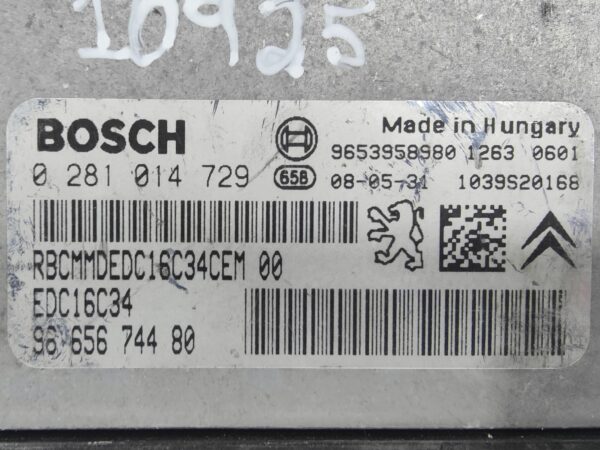 10925
BOSCH
Made in Hungary
9653958980 1263 0601
0 281 014 729
658 08-05-31 1039S20168
RBCMMDEDC16C34CEM 00
EDC16C34
96 656 744 80